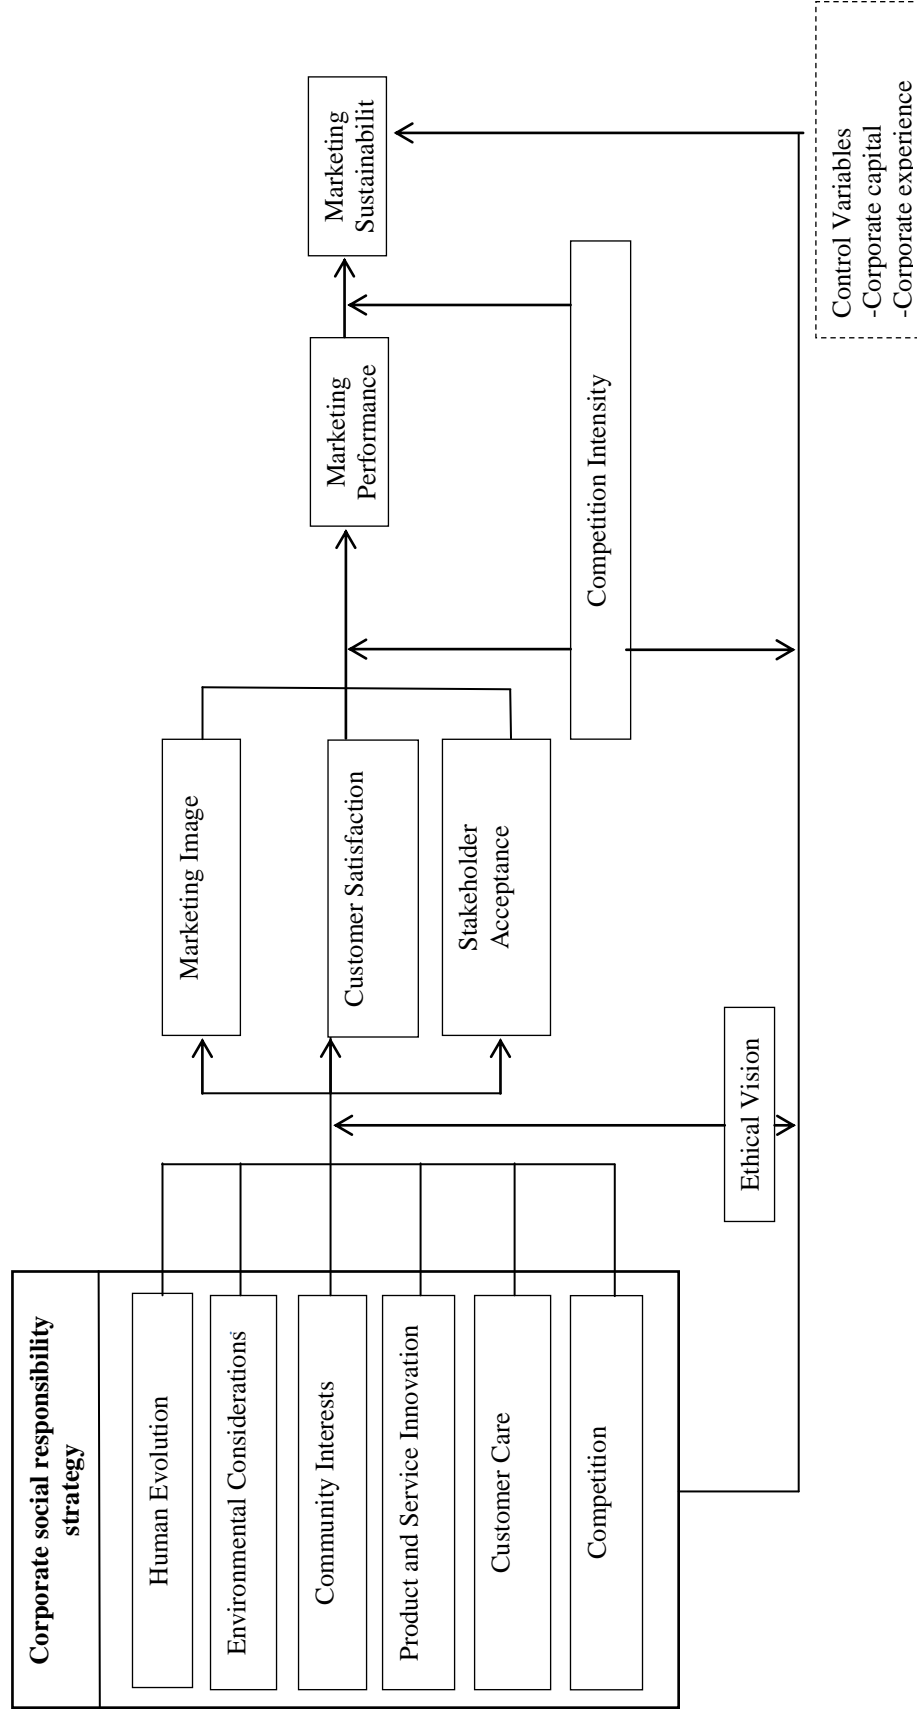 Corporate social responsibility
strategy
Human Evolution
Environmental Considerations
Community Interests
Product and Service Innovation
Customer Care
Competition
Marketing Image
Customer Satisfaction
Stakeholder
Acceptance
Ethical Vision
Marketing
Performance
Competition Intensity
Marketing
Sustainabilit
Control Variables
-Corporate capital
-Corporate experience